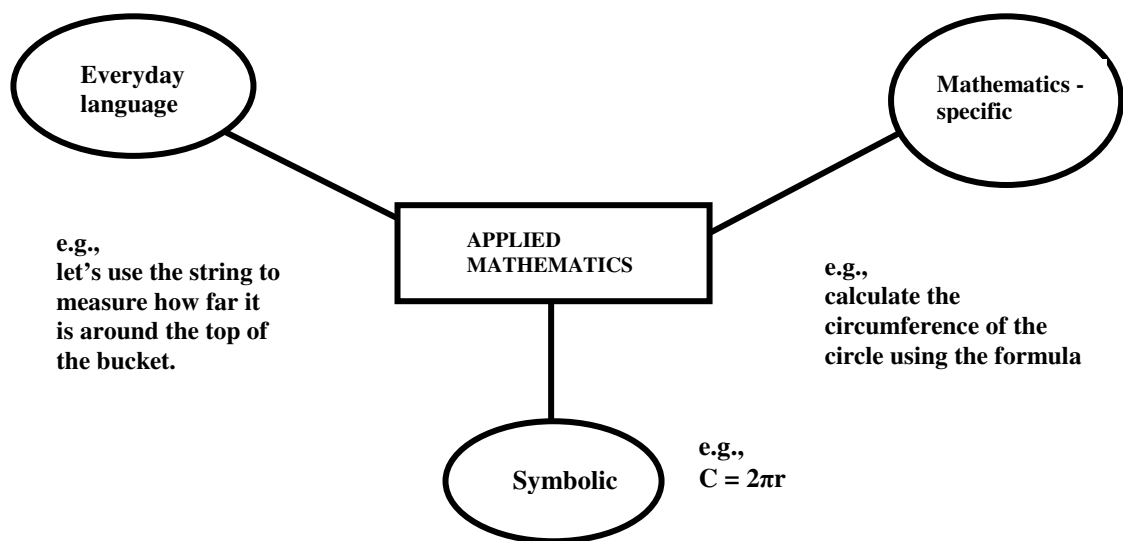 Everyday
language
Mathematics -
specific
APPLIED
MATHEMATICS
e.g.,
let’s use the string to
measure how far it
is around the top of
the bucket.
e.g.,
calculate the
circumference of the
circle using the formula
Symbolic
e.g.,
C = 2πr